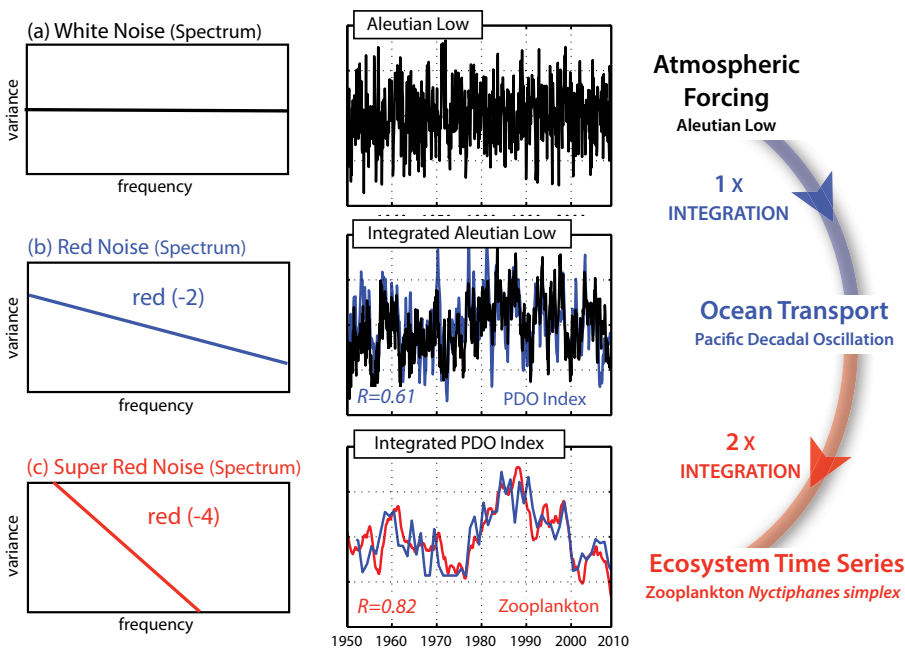 (a) White Noise (Spectrum)
variance
frequency
Aleutian Low
(b) Red Noise (Spectrum)
red (-2)
variance
frequency
Integrated Aleutian Low
R=0.61
PDO Index
(c) Super Red Noise (Spectrum)
red (-4)
variance
frequency
Integrated PDO Index
R=0.82
Zooplankton
1950 1960 1970 1980 1990 2000 2010
Atmospheric
Forcing
Aleutian Low
1 X
INTEGRATION
Ocean Transport
Pacific Decadal Oscillation
2 X
INTEGRATION
Ecosystem Time Series
Zooplankton Nyctiphanes simplex